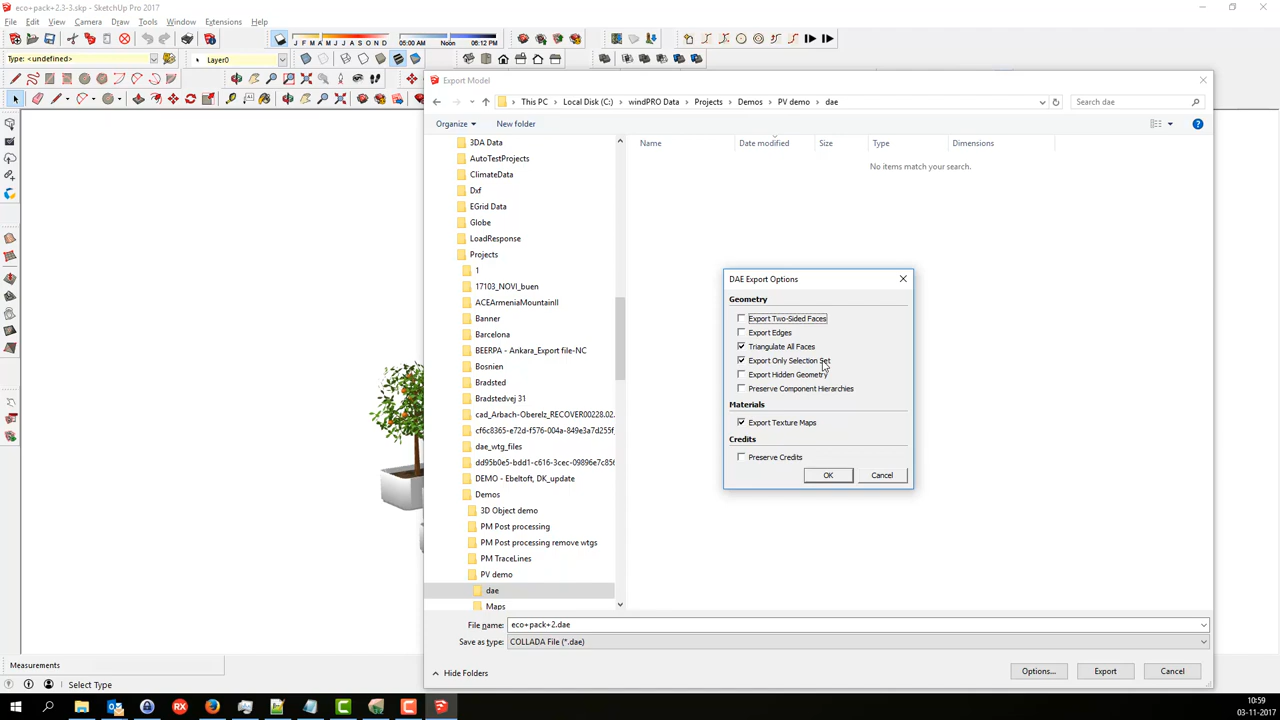 eco+pack+2.3-3.skp - SketchUp Pro 2017
File Edit View Camera Draw Tools Window Extensions Help
J F M A M J J A S O N D 05:00 AM Noon 06:12 PM
Type: <undefined>
Layer0
Export Model
This PC > Local Disk (C:) > windPRO Data > Projects > Demos > PV demo > dae
Search dae
Organize New folder
Name Date modified Size Type Dimensions
No items match your search.
3DA Data
AutoTestProjects
ClimateData
Dxf
EGrid Data
Globe
LoadResponse
Projects
1
17103_NOVI_buen
ACEArmeniaMountainII
Banner
Barcelona
BEERPA - Ankara_Export file-NC
Bosnien
Bradsted
Bradstedvej 31
cad_Arbach-Oberelz_RECOVER00228.02.
cf6c8365-e72d-f576-004a-849e3a7d255f
dae_wtg_files
dd95b0e5-bdd1-c616-3cec-09896e7c856
DEMO - Ebeltoft, DK_update
Demos
3D Object demo
PM Post processing
PM Post processing remove wtgs
PM TraceLines
PV demo
dae
Maps
DAE Export Options
Geometry
Export Two-Sided Faces
Export Edges
Triangulate All Faces
Export Only Selection Set
Export Hidden Geometry
Preserve Component Hierarchies
Materials
Export Texture Maps
Credits
Preserve Credits
OK Cancel
File name: eco+pack+2.dae
Save as type: COLLADA File (*.dae)
Hide Folders
Options... Export Cancel
Measurements
Select Type
10:59
03-11-2017